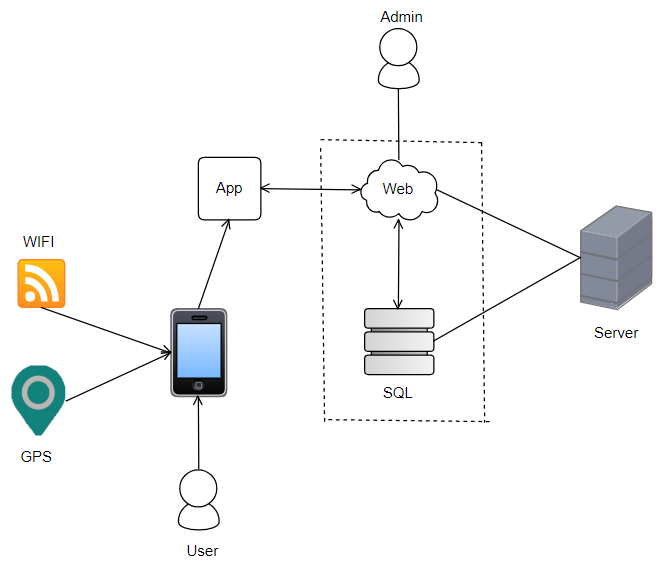 Admin
App
Web
WIFI
Server
SQL
GPS
User